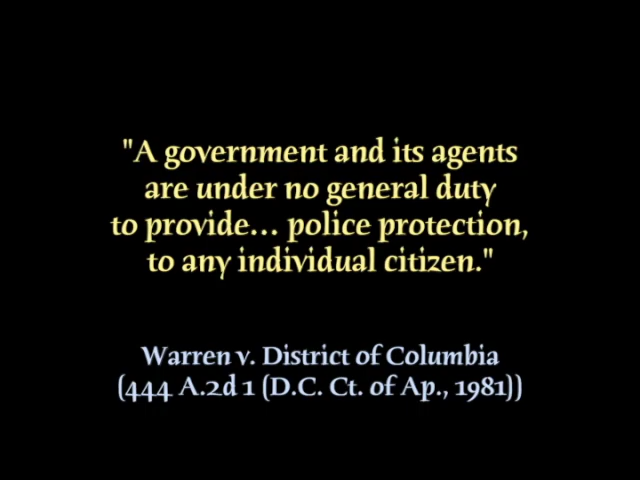 "A government and its agents
are under no general duty
to provide... police protection,
to any individual citizen."
Warren v. District of Columbia
(444 A.2d 1 (D.C. Ct. of Ap., 1981))